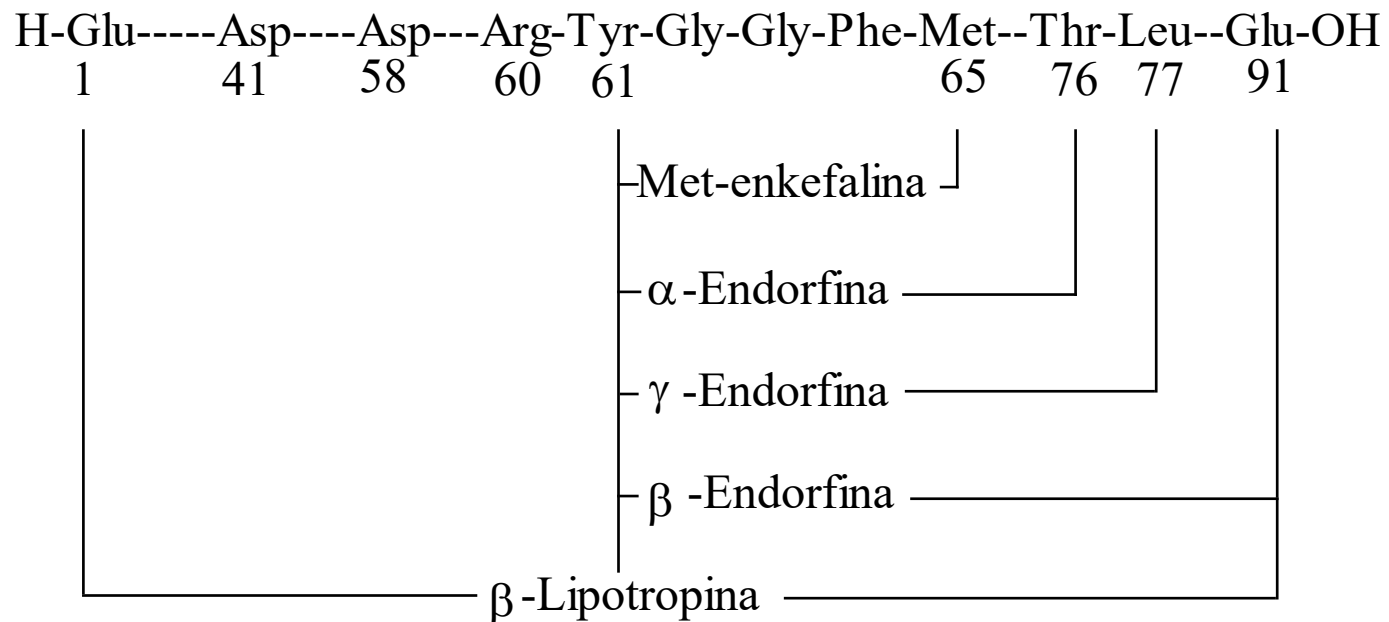 H-Glu-----Asp----Asp---Arg-Tyr-Gly-Gly-Phe-Met--Thr-Leu--Glu-OH
1 41 58 60 61 65 76 77 91
Met-enkefalina
α-Endorfina
γ-Endorfina
β-Endorfina
β-Lipotropina